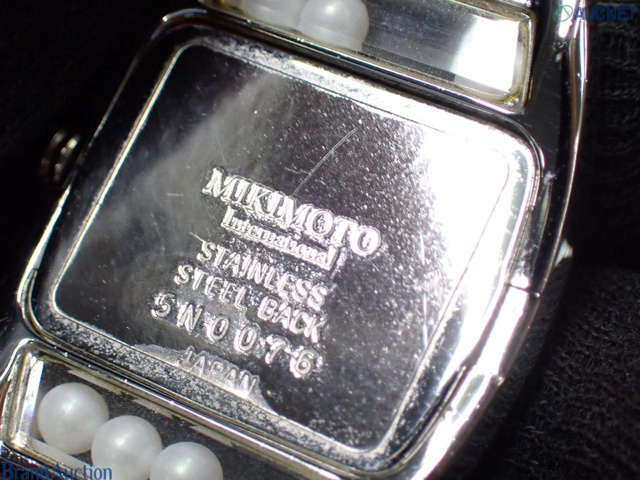 AUCNET
MIKIMOTO
International
STAINLESS
STEEL BACK
5N0076
JAPAN
Brand Auction